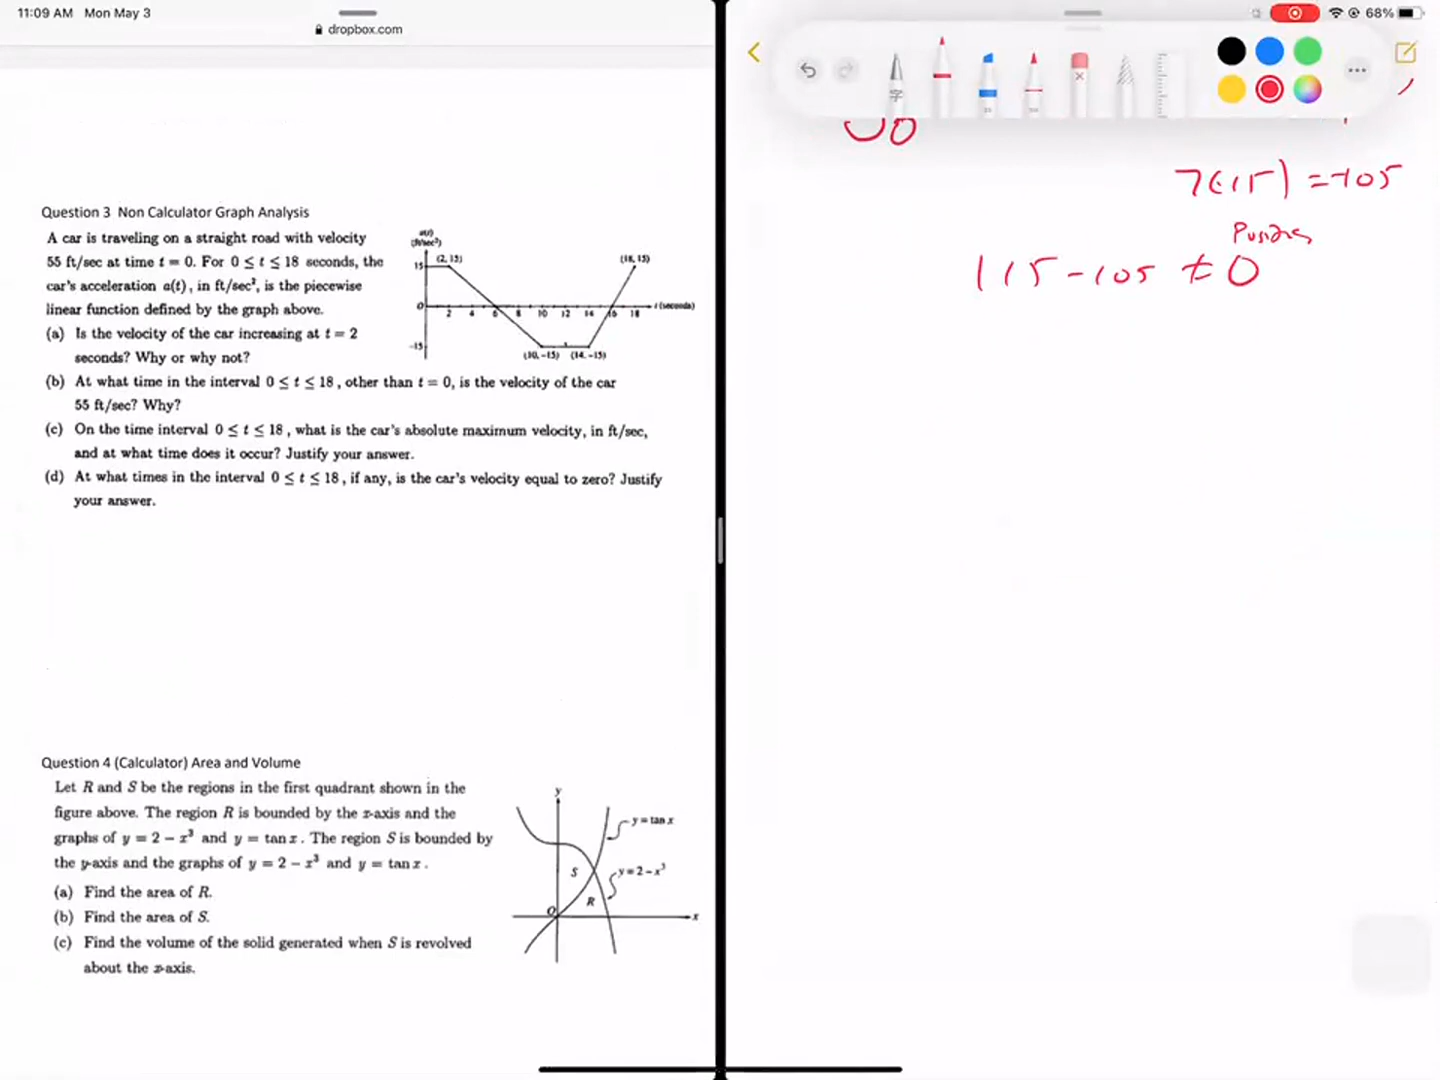 11:09 AM Mon May 3
dropbox.com
68%
Question 3 Non Calculator Graph Analysis
A car is traveling on a straight road with velocity
55 ft/sec at time t = 0. For 0 ≤ t ≤ 18 seconds, the
car's acceleration a(t), in ft/sec², is the piecewise
linear function defined by the graph above.
(a) Is the velocity of the car increasing at t = 2
seconds? Why or why not?
(b) At what time in the interval 0 ≤ t ≤ 18, other than t = 0, is the velocity of the car
55 ft/sec? Why?
(c) On the time interval 0 ≤ t ≤ 18, what is the car's absolute maximum velocity, in ft/sec,
and at what time does it occur? Justify your answer.
(d) At what times in the interval 0 ≤ t ≤ 18, if any, is the car's velocity equal to zero? Justify
your answer.
a(t)
(ft/sec²)
(2, 15)
(18, 15)
15
0
2 4 6 8 10 12 14 16 18
t (seconds)
-15
(10, -15) (14, -15)
Question 4 (Calculator) Area and Volume
Let R and S be the regions in the first quadrant shown in the
figure above. The region R is bounded by the x-axis and the
graphs of y = 2 − x³ and y = tan x. The region S is bounded by
the y-axis and the graphs of y = 2 − x³ and y = tan x.
(a) Find the area of R.
(b) Find the area of S.
(c) Find the volume of the solid generated when S is revolved
about the x-axis.
y
y = tan x
S
y = 2 − x³
R
O
x
7(-15) = -105
115 - 105 ≠ 0